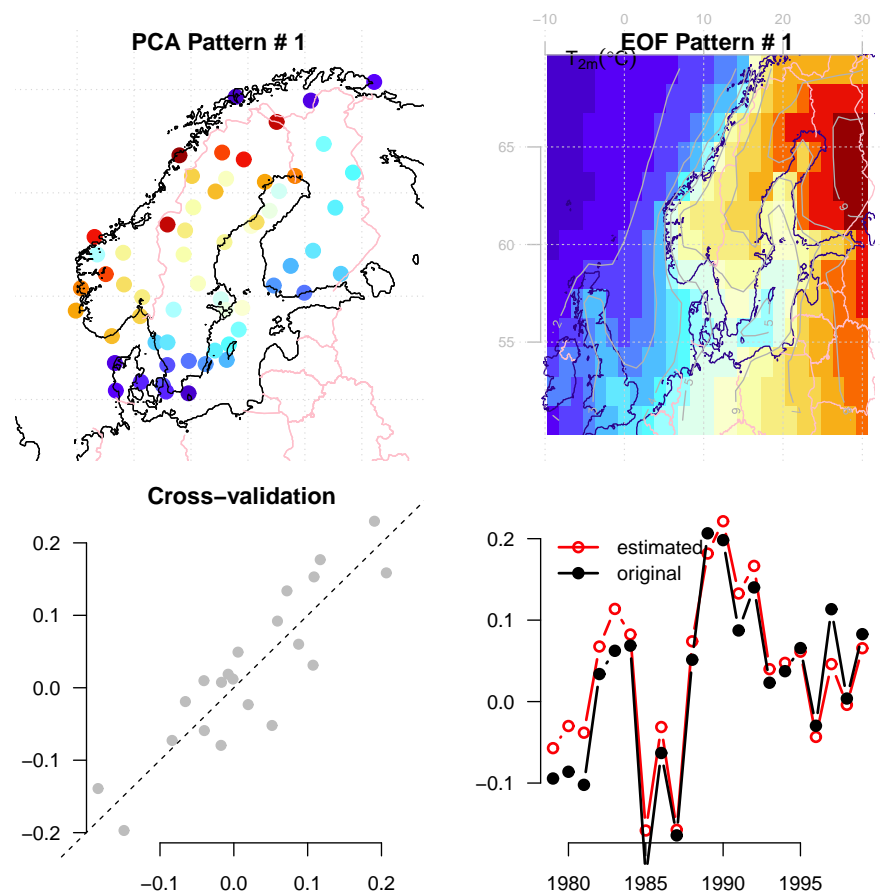 −10 0 10 20 30
PCA Pattern # 1
EOF Pattern # 1
T2m(°C)
65
60
55
Cross−validation
0.2
0.1
0.0
−0.1
−0.2
−0.1 0.0 0.1 0.2
estimated
original
0.2
0.1
0.0
−0.1
1980 1985 1990 1995